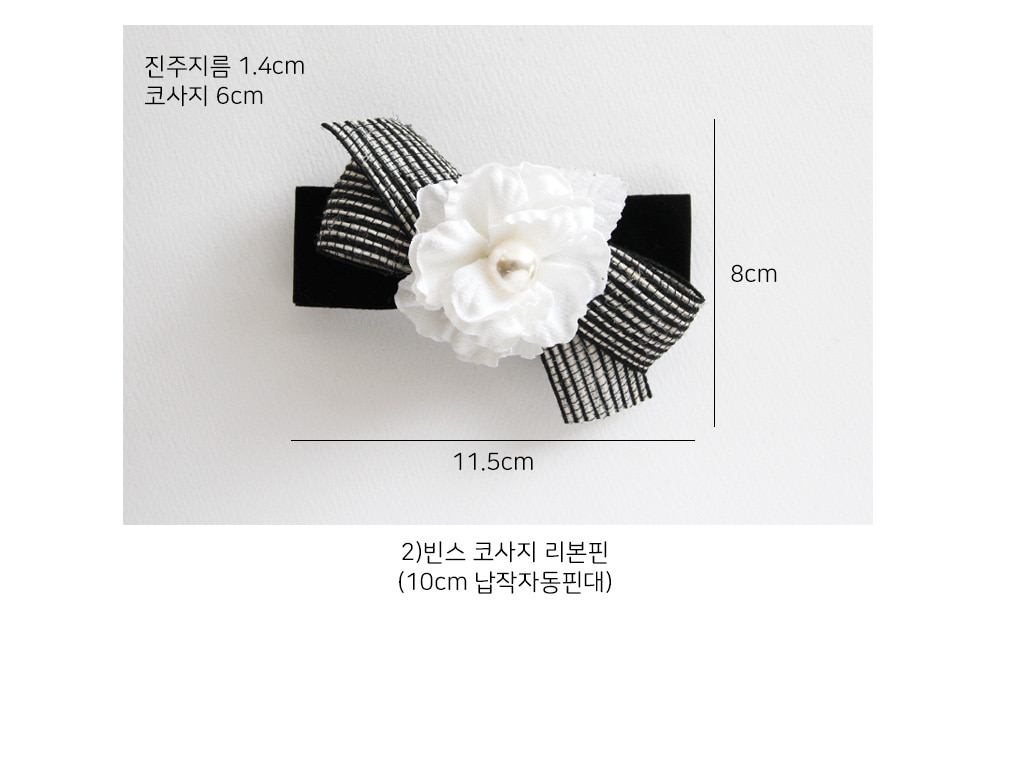 진주지름 1.4cm
코사지 6cm
8cm
11.5cm
2)빈스 코사지 리본핀
(10cm 납작자동핀대)